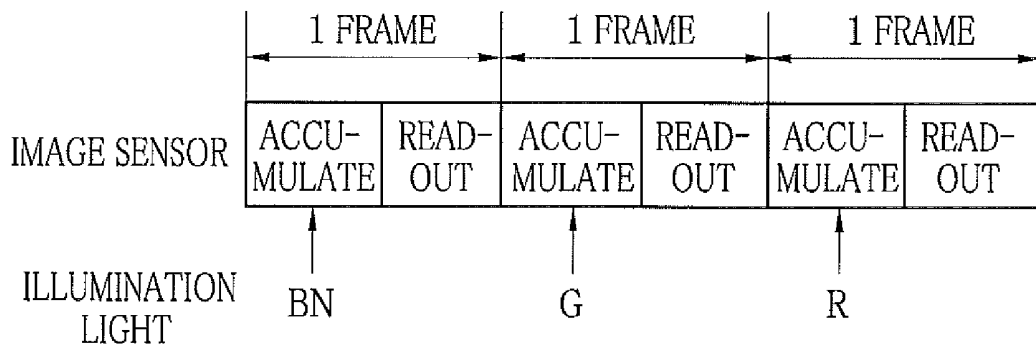 1 FRAME 1 FRAME 1 FRAME
IMAGE SENSOR
ACCU-
MULATE
READ-
OUT
ACCU-
MULATE
READ-
OUT
ACCU-
MULATE
READ-
OUT
ILLUMINATION
LIGHT
BN G R